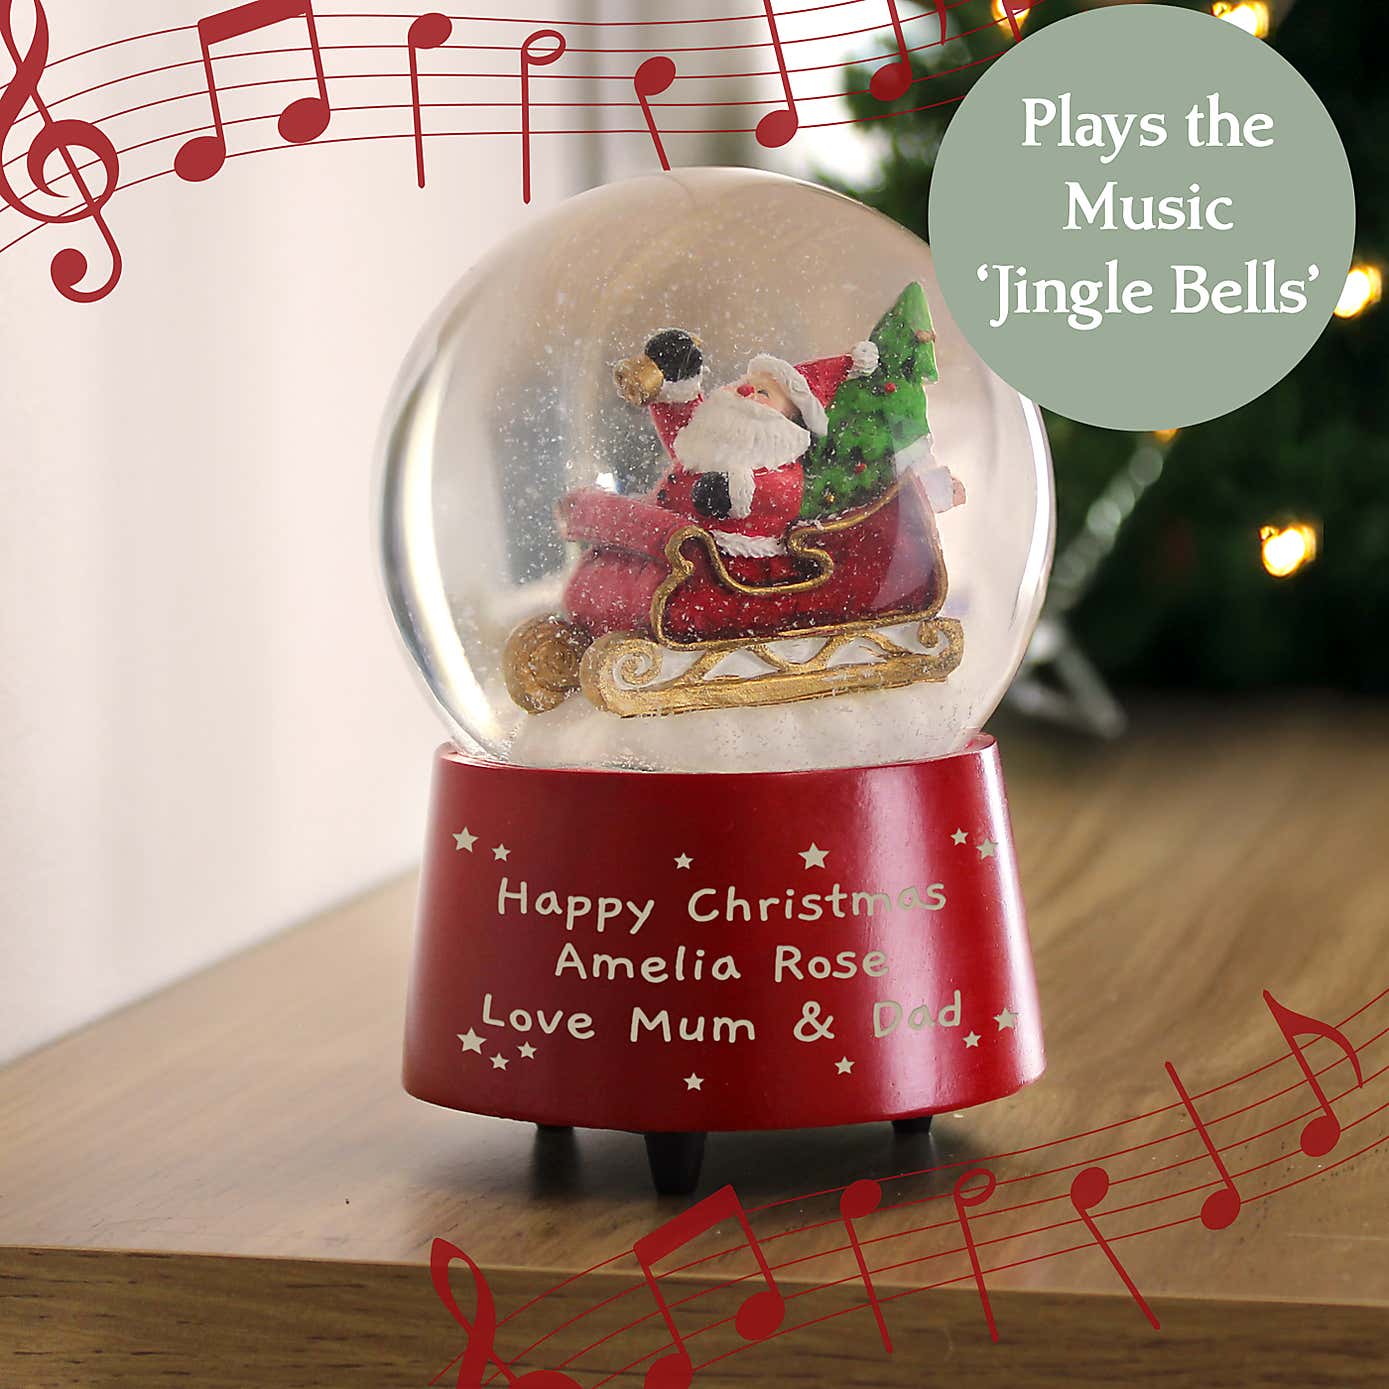 Plays the
Music
‘Jingle Bells’
Happy Christmas
Amelia Rose
Love Mum & Dad